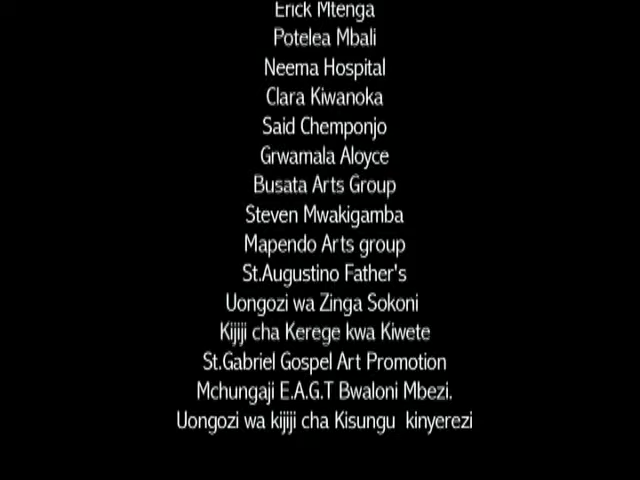 Erick Mtenga
Potelea Mbali
Neema Hospital
Clara Kiwanoka
Said Chemponjo
Grwamala Aloyce
Busata Arts Group
Steven Mwakigamba
Mapendo Arts group
St.Augustino Father's
Uongozi wa Zinga Sokoni
Kijiji cha Kerege kwa Kiwete
St.Gabriel Gospel Art Promotion
Mchungaji E.A.G.T Bwaloni Mbezi.
Uongozi wa kijiji cha Kisungu kinyerezi